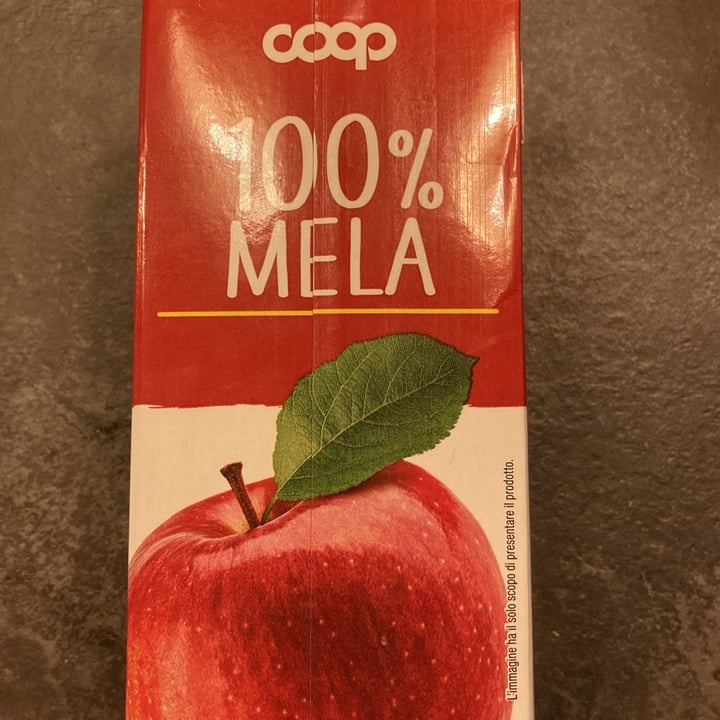 coop
100%
MELA
L'immagine ha il solo scopo di presentare il prodotto.